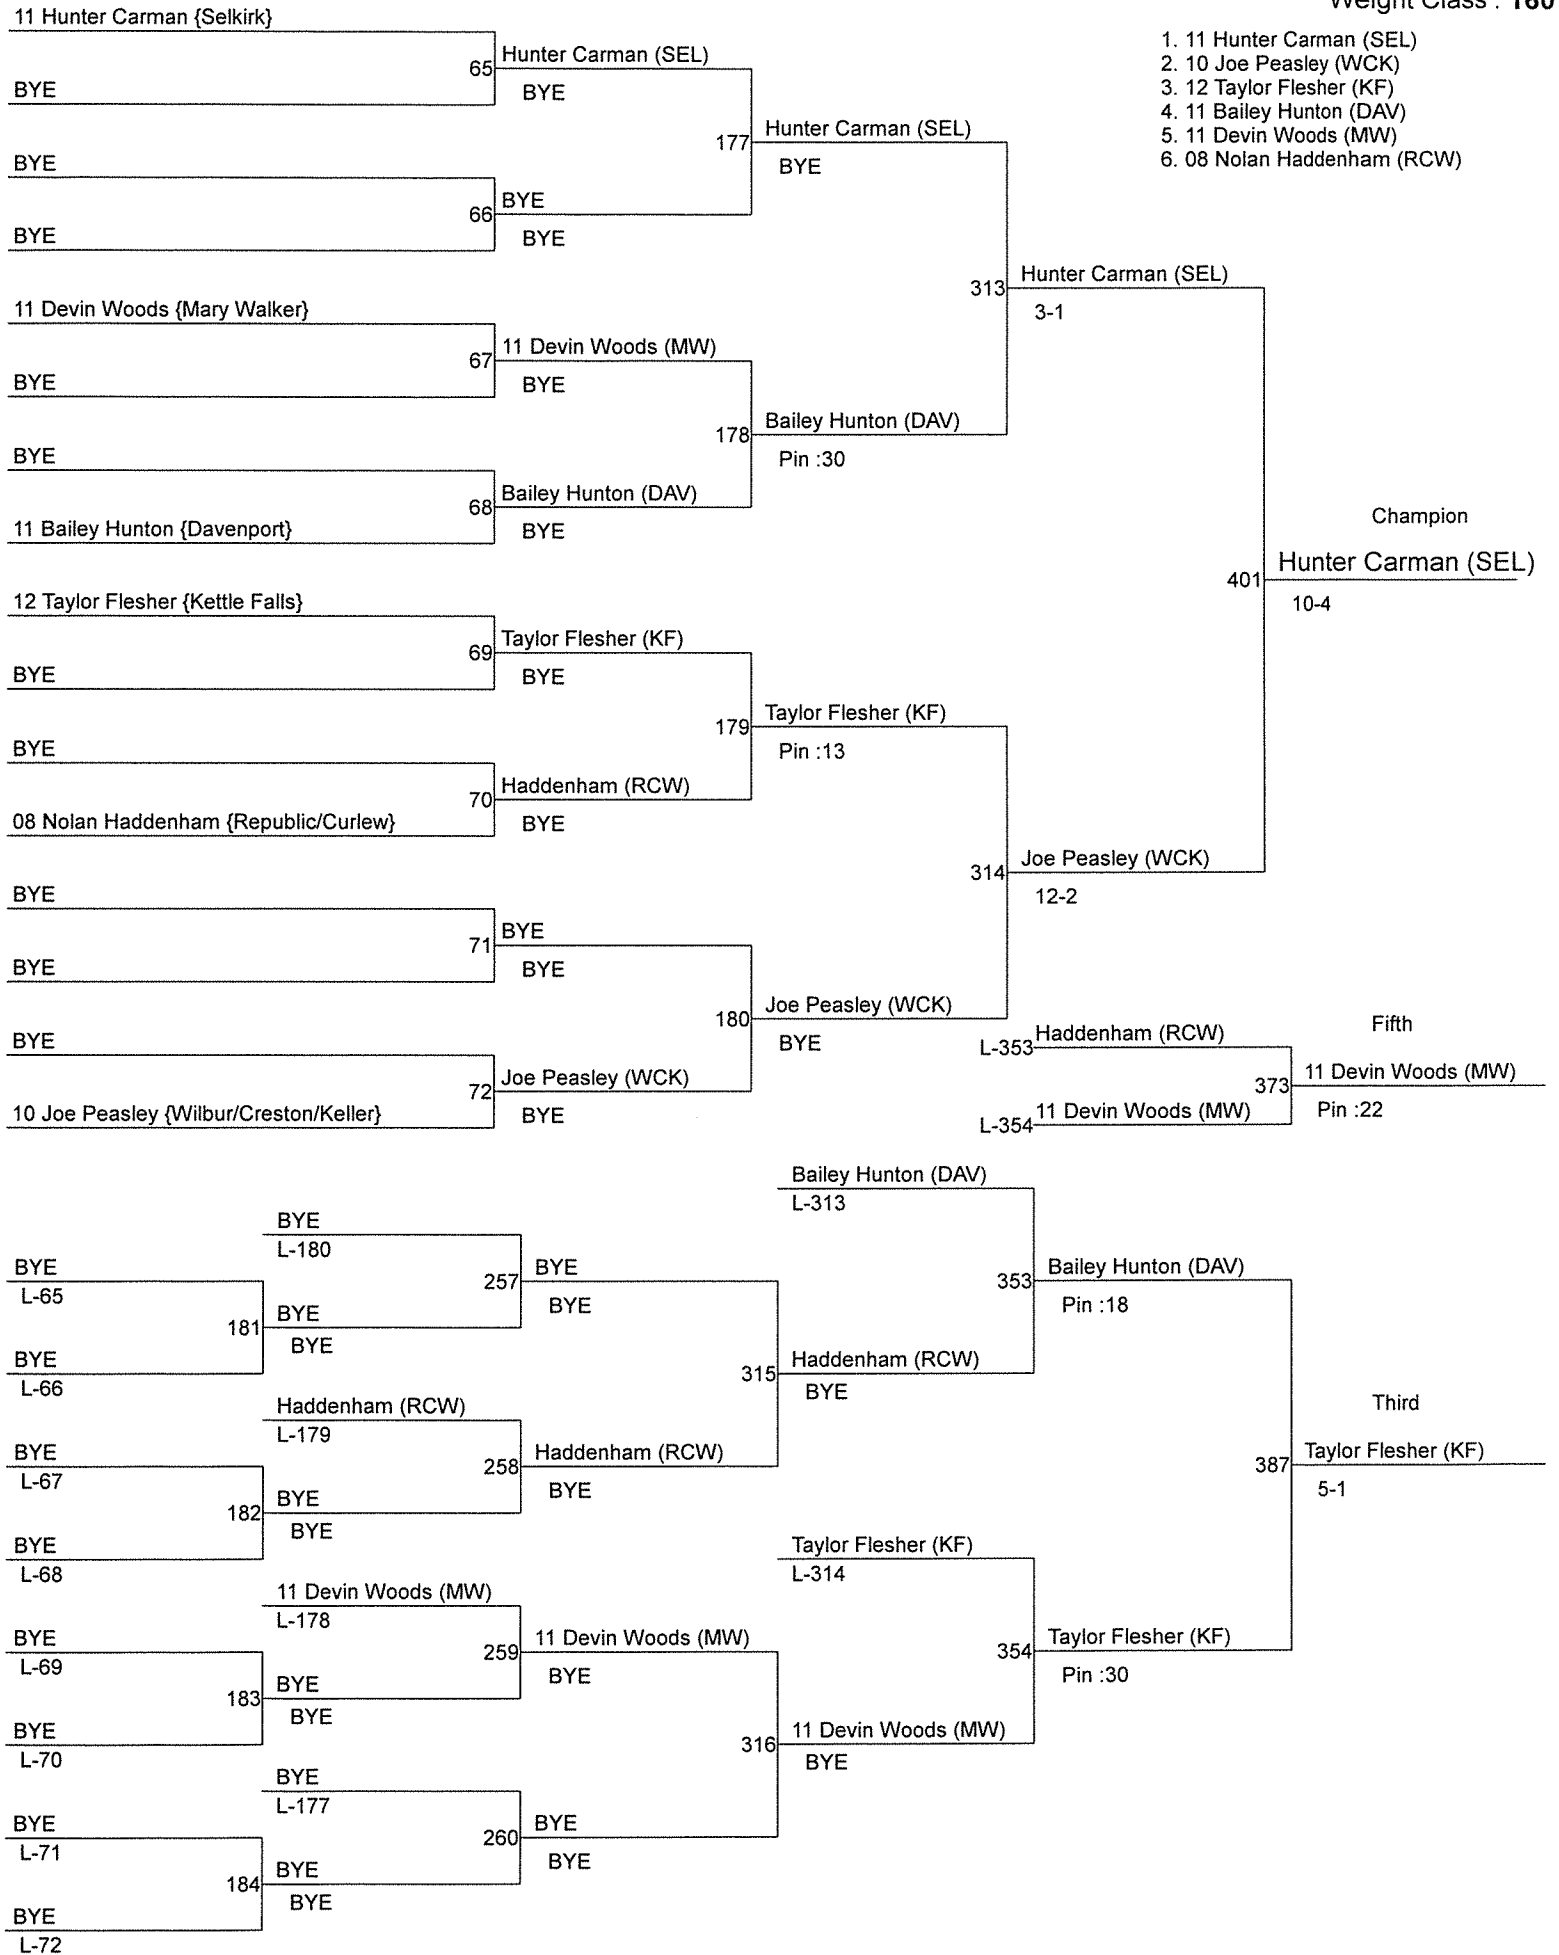 Weight Class : 160
1. 11 Hunter Carman (SEL)
2. 10 Joe Peasley (WCK)
3. 12 Taylor Flesher (KF)
4. 11 Bailey Hunton (DAV)
5. 11 Devin Woods (MW)
6. 08 Nolan Haddenham (RCW)
11 Hunter Carman {Selkirk}
BYE
65
Hunter Carman (SEL)
BYE
BYE
BYE
66
BYE
BYE
177
Hunter Carman (SEL)
BYE
11 Devin Woods {Mary Walker}
BYE
67
11 Devin Woods (MW)
BYE
BYE
11 Bailey Hunton {Davenport}
68
Bailey Hunton (DAV)
BYE
178
Bailey Hunton (DAV)
Pin :30
313
Hunter Carman (SEL)
3-1
12 Taylor Flesher {Kettle Falls}
BYE
69
Taylor Flesher (KF)
BYE
BYE
08 Nolan Haddenham {Republic/Curlew}
70
Haddenham (RCW)
BYE
179
Taylor Flesher (KF)
Pin :13
BYE
BYE
71
BYE
BYE
BYE
10 Joe Peasley {Wilbur/Creston/Keller}
72
Joe Peasley (WCK)
BYE
180
Joe Peasley (WCK)
BYE
314
Joe Peasley (WCK)
12-2
Champion
401
Hunter Carman (SEL)
10-4
Fifth
L-353
Haddenham (RCW)
L-354
11 Devin Woods (MW)
373
11 Devin Woods (MW)
Pin :22
BYE
L-65
BYE
L-66
181
BYE
L-180
BYE
BYE
257
BYE
BYE
BYE
L-67
BYE
L-68
182
Haddenham (RCW)
L-179
BYE
BYE
258
Haddenham (RCW)
BYE
315
Haddenham (RCW)
BYE
Bailey Hunton (DAV)
L-313
353
Bailey Hunton (DAV)
Pin :18
BYE
L-69
BYE
L-70
183
11 Devin Woods (MW)
L-178
BYE
BYE
259
11 Devin Woods (MW)
BYE
BYE
L-71
BYE
L-72
184
BYE
L-177
BYE
BYE
260
BYE
BYE
316
11 Devin Woods (MW)
BYE
Taylor Flesher (KF)
L-314
354
Taylor Flesher (KF)
Pin :30
Third
387
Taylor Flesher (KF)
5-1